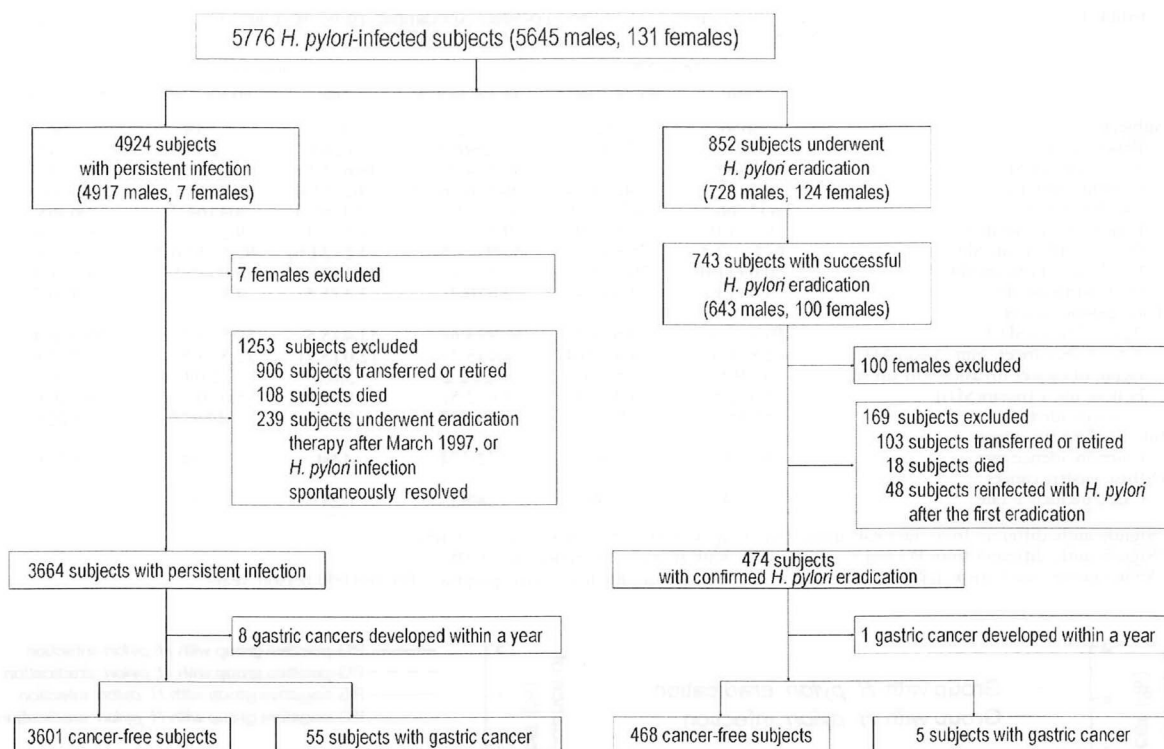 5776 H. pylori-infected subjects (5645 males, 131 females)
4924 subjects
with persistent infection
(4917 males, 7 females)
852 subjects underwent
H. pylori eradication
(728 males, 124 females)
7 females excluded
743 subjects with successful
H. pylori eradication
(643 males, 100 females)
1253 subjects excluded
906 subjects transferred or retired
108 subjects died
239 subjects underwent eradication
therapy after March 1997, or
H. pylori infection
spontaneously resolved
100 females excluded
169 subjects excluded
103 subjects transferred or retired
18 subjects died
48 subjects reinfected with H. pylori
after the first eradication
3664 subjects with persistent infection
474 subjects
with confirmed H. pylori eradication
8 gastric cancers developed within a year
1 gastric cancer developed within a year
3601 cancer-free subjects
55 subjects with gastric cancer
468 cancer-free subjects
5 subjects with gastric cancer